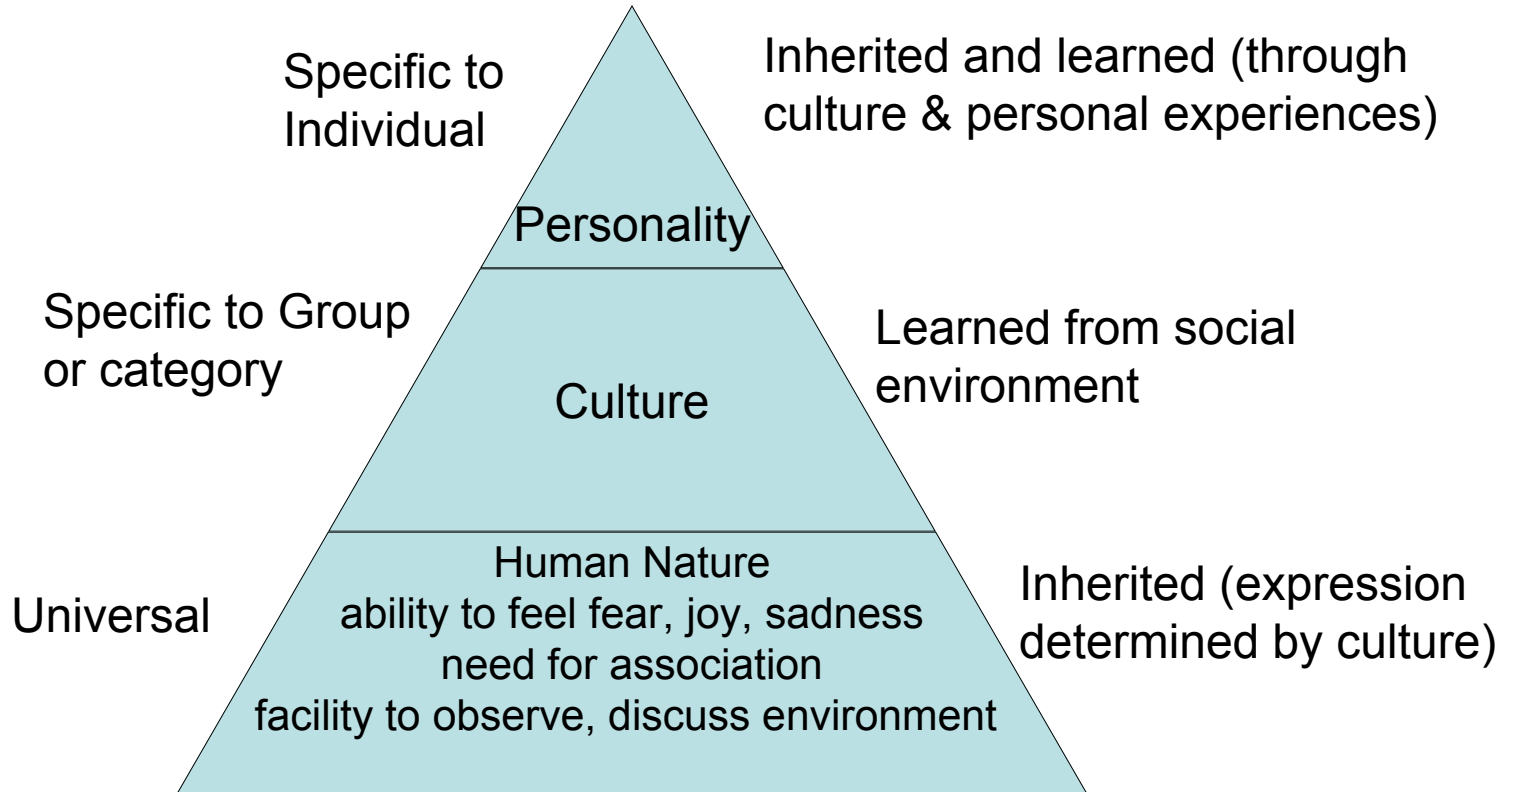 Specific to
Individual
Inherited and learned (through
culture & personal experiences)
Personality
Specific to Group
or category
Culture
Learned from social
environment
Universal
Human Nature
ability to feel fear, joy, sadness
need for association
facility to observe, discuss environment
Inherited (expression
determined by culture)